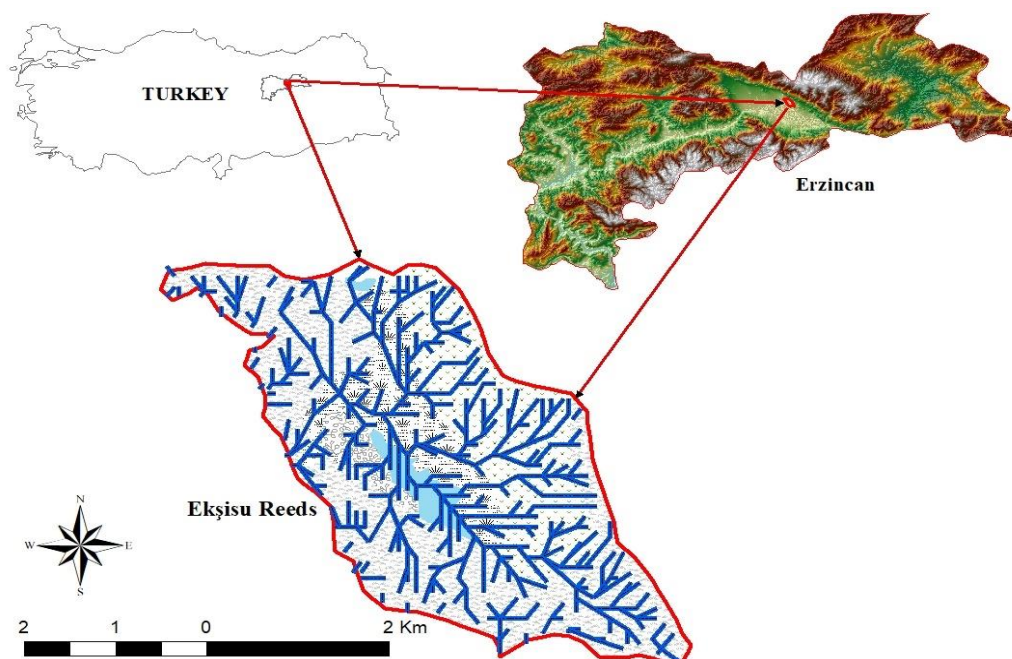 TURKEY
Erzincan
Ekşisu Reeds
N
W E
S
2 1 0 2 Km